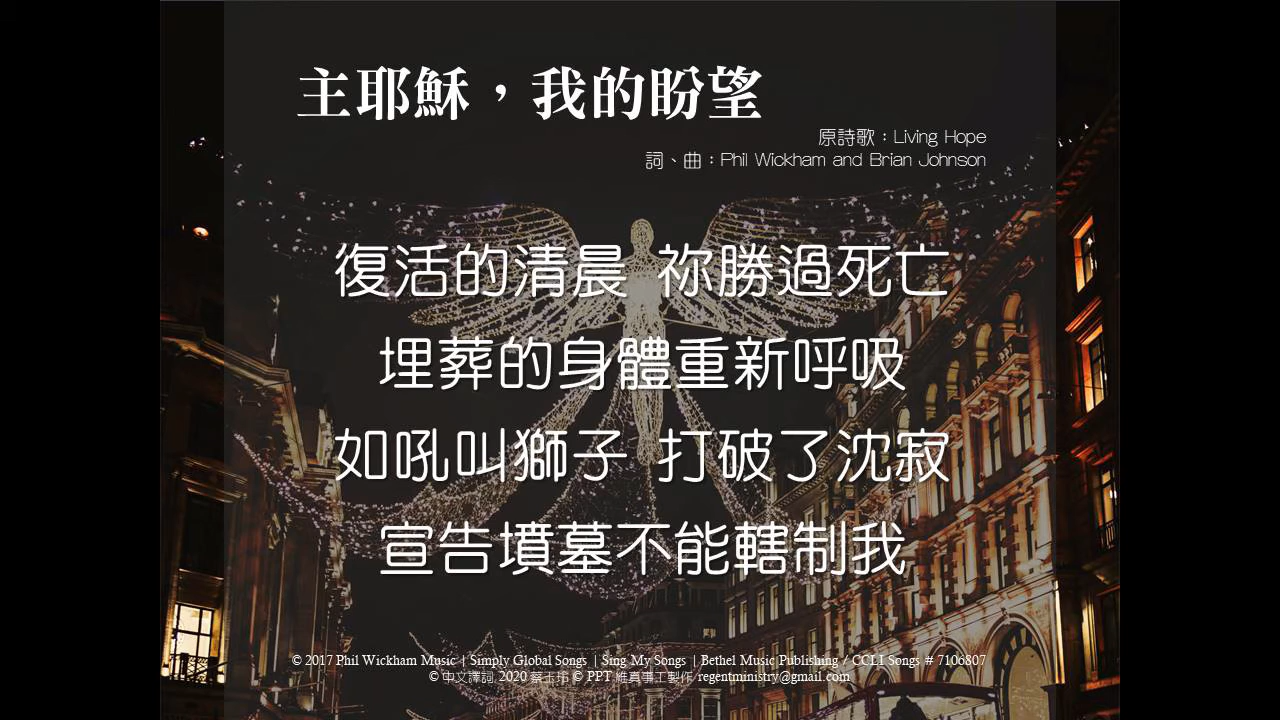 主耶穌，我的盼望
原詩歌：Living Hope
詞、曲：Phil Wickham and Brian Johnson
復活的清晨 祢勝過死亡
埋葬的身體重新呼吸
如吼叫獅子 打破了沈寂
宣告墳墓不能轄制我
© 2017 Phil Wickham Music | Simply Global Songs | Sing My Songs | Bethel Music Publishing / CCLI Songs # 7106807
© 中文譯詞 2020 蔡玉玮 © PPT 維真事工製作 regentministry@gmail.com